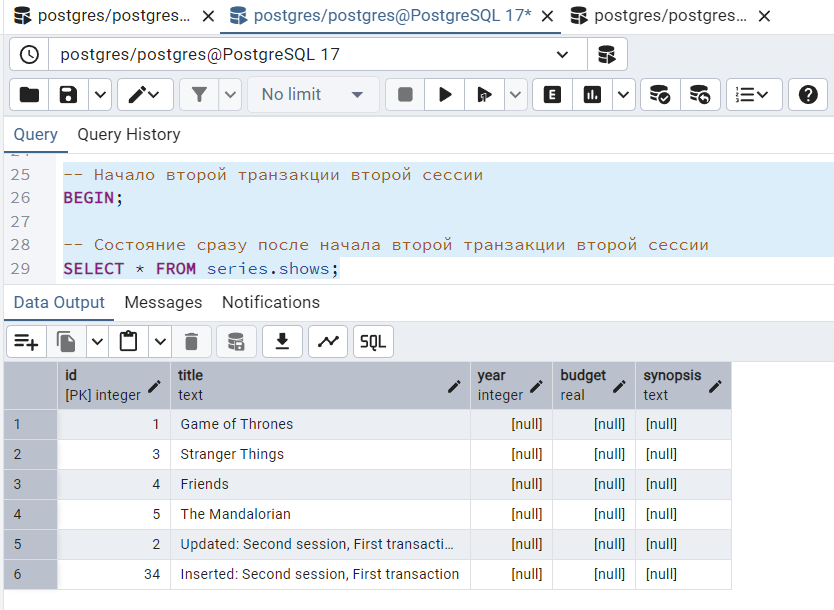 postgres/postgres... postgres/postgres@PostgreSQL 17* postgres/postgres...
postgres/postgres@PostgreSQL 17
No limit
Query Query History
25 -- Начало второй транзакции второй сессии
26 BEGIN;
27
28 -- Состояние сразу после начала второй транзакции второй сессии
29 SELECT * FROM series.shows;
Data Output Messages Notifications
SQL
id title year budget synopsis
[PK] integer text integer real text
1 1 Game of Thrones [null] [null] [null]
2 3 Stranger Things [null] [null] [null]
3 4 Friends [null] [null] [null]
4 5 The Mandalorian [null] [null] [null]
5 2 Updated: Second session, First transacti... [null] [null] [null]
6 34 Inserted: Second session, First transaction [null] [null] [null]